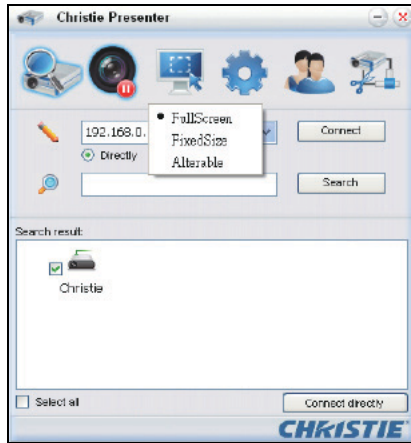 Christie Presenter
FullScreen
192.168.0.
Connect
FixedSize
Directly
Alterable
Search
Search result:
Christie
Select all
Connect directly
CHRISTIE